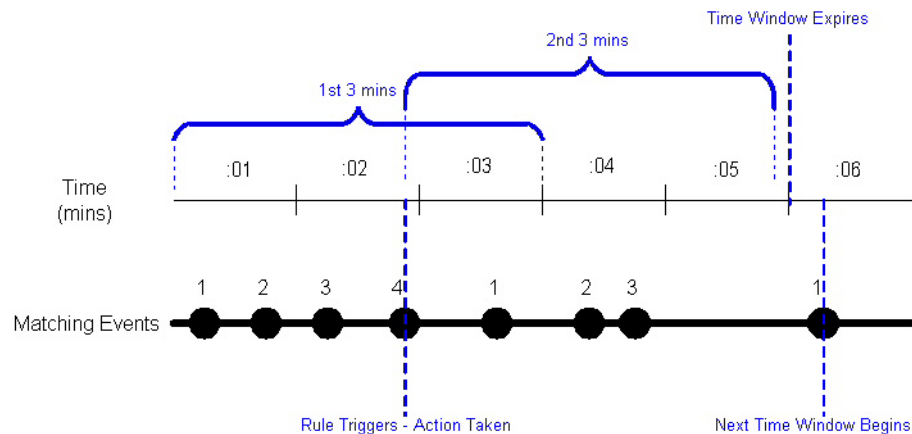 Time Window Expires
2nd 3 mins
1st 3 mins
:01 :02 :03 :04 :05 :06
Time
(mins)
1 2 3 4 1 2 3 1
Matching Events
Rule Triggers - Action Taken Next Time Window Begins